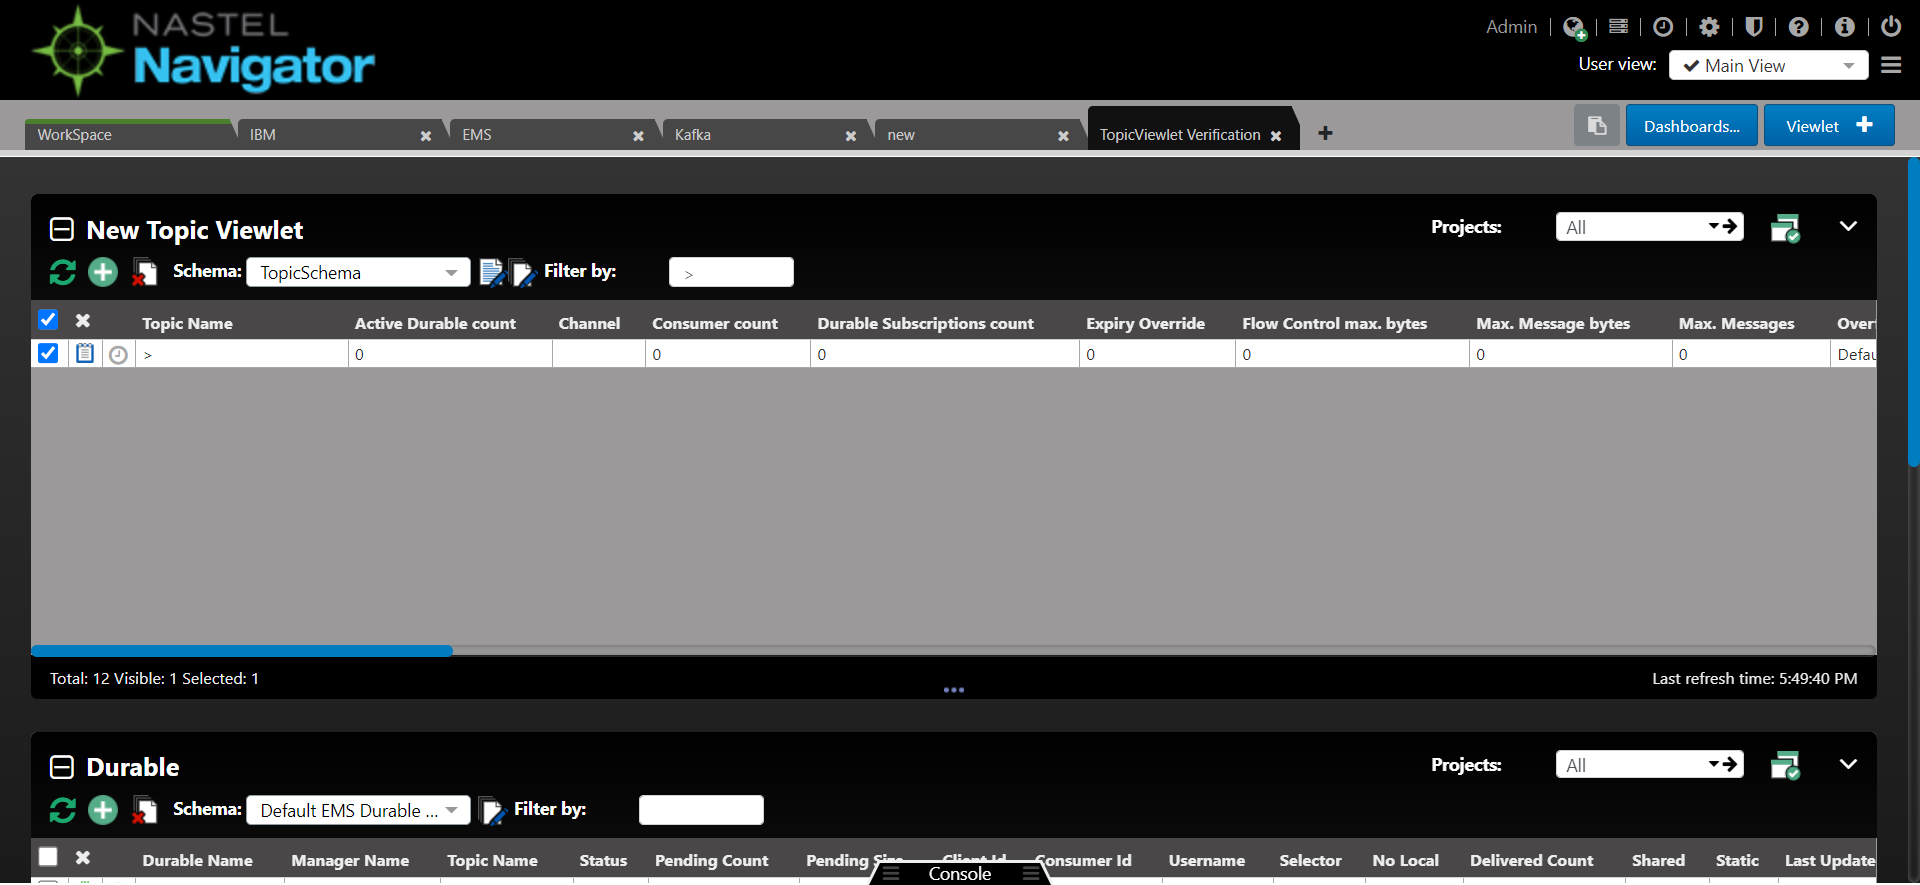 NASTEL
Navigator
Admin
User view: Main View
WorkSpace IBM EMS Kafka new TopicViewlet Verification
Dashboards... Viewlet
New Topic Viewlet
Projects: All
Schema: TopicSchema Filter by: >
Topic Name Active Durable count Channel Consumer count Durable Subscriptions count Expiry Override Flow Control max. bytes Max. Message bytes Max. Messages
> 0 0 0 0 0 0 0 Defau
Total: 12 Visible: 1 Selected: 1
Last refresh time: 5:49:40 PM
Durable
Projects: All
Schema: Default EMS Durable ... Filter by:
Durable Name Manager Name Topic Name Status Pending Count Pending Size Client Id Consumer Id Username Selector No Local Delivered Count Shared Static Last Update
Console